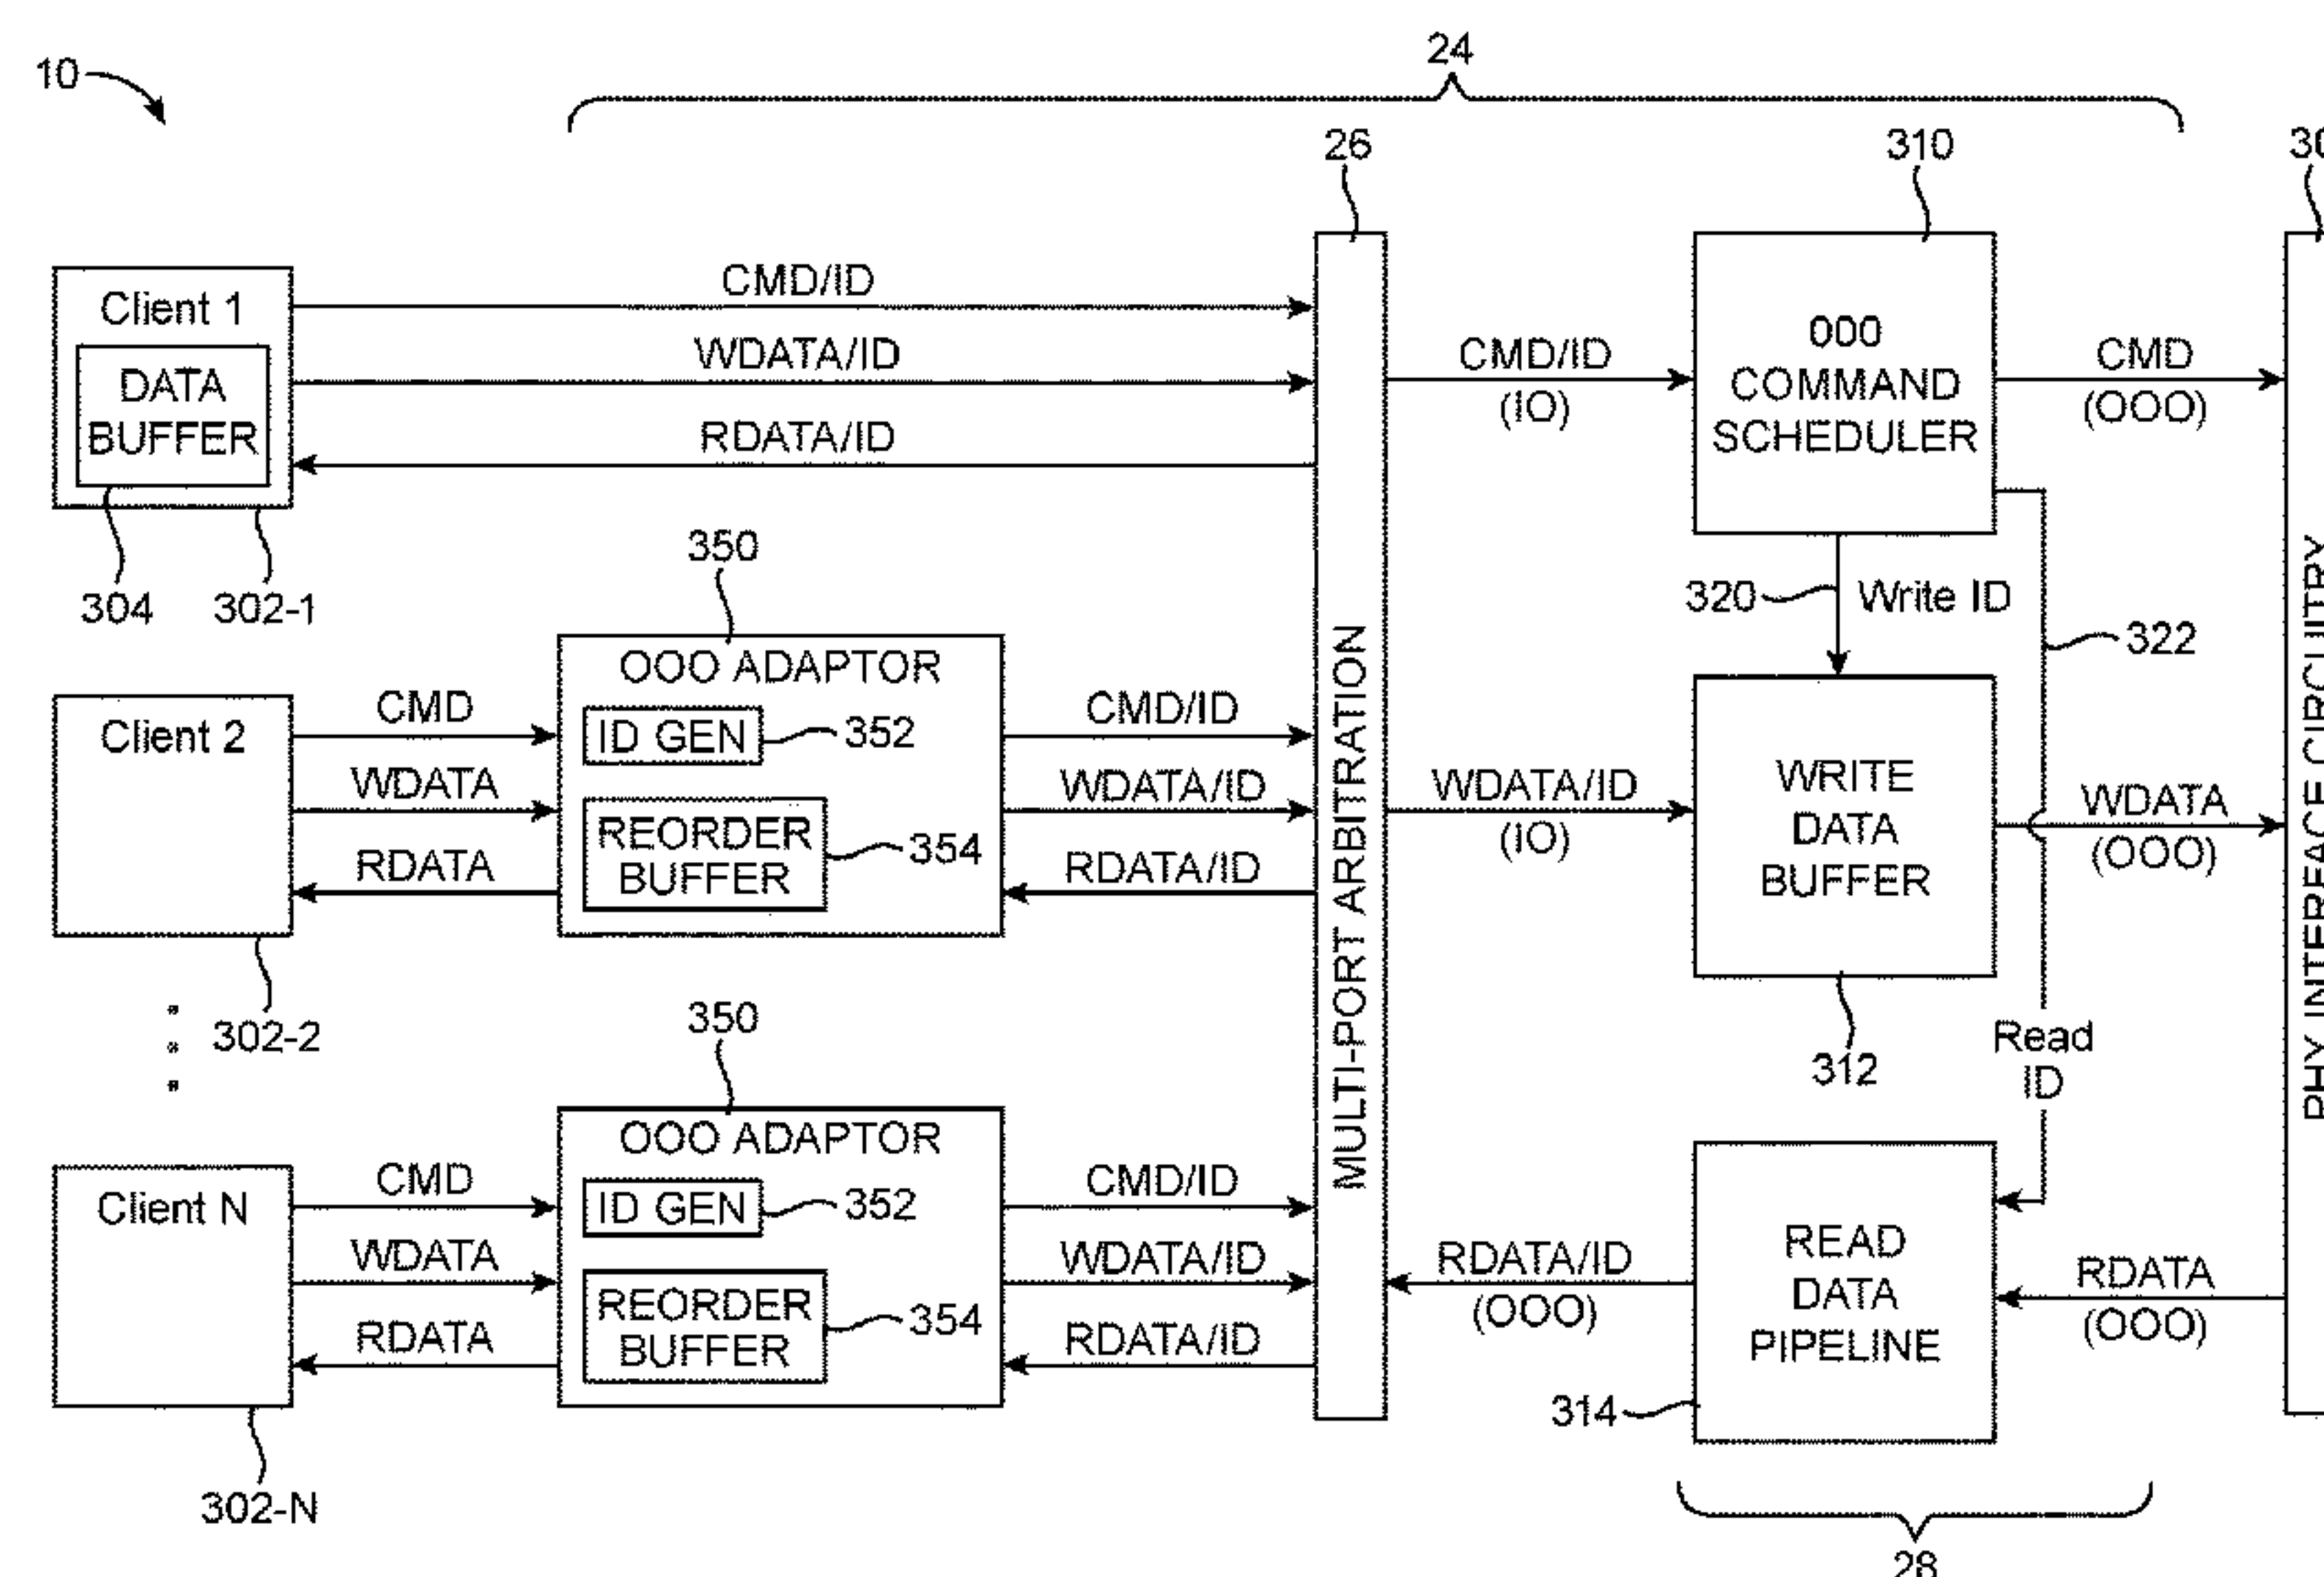 24
10
26
310
30
Client 1
DATA
BUFFER
304
302-1
CMD/ID
WDATA/ID
RDATA/ID
CMD/ID
(IO)
000
COMMAND
SCHEDULER
CMD
(OOO)
320
Write ID
322
350
Client 2
302-2
CMD
WDATA
RDATA
OOO ADAPTOR
ID GEN
352
REORDER
BUFFER
354
CMD/ID
WDATA/ID
RDATA/ID
MULTI-PORT ARBITRATION
WDATA/ID
(IO)
WRITE
DATA
BUFFER
312
WDATA
(OOO)
PHY INTERFACE CIRCUITRY
Read
ID
350
Client N
302-N
CMD
WDATA
RDATA
OOO ADAPTOR
ID GEN
352
REORDER
BUFFER
354
CMD/ID
WDATA/ID
RDATA/ID
RDATA/ID
(OOO)
READ
DATA
PIPELINE
314
RDATA
(OOO)
28